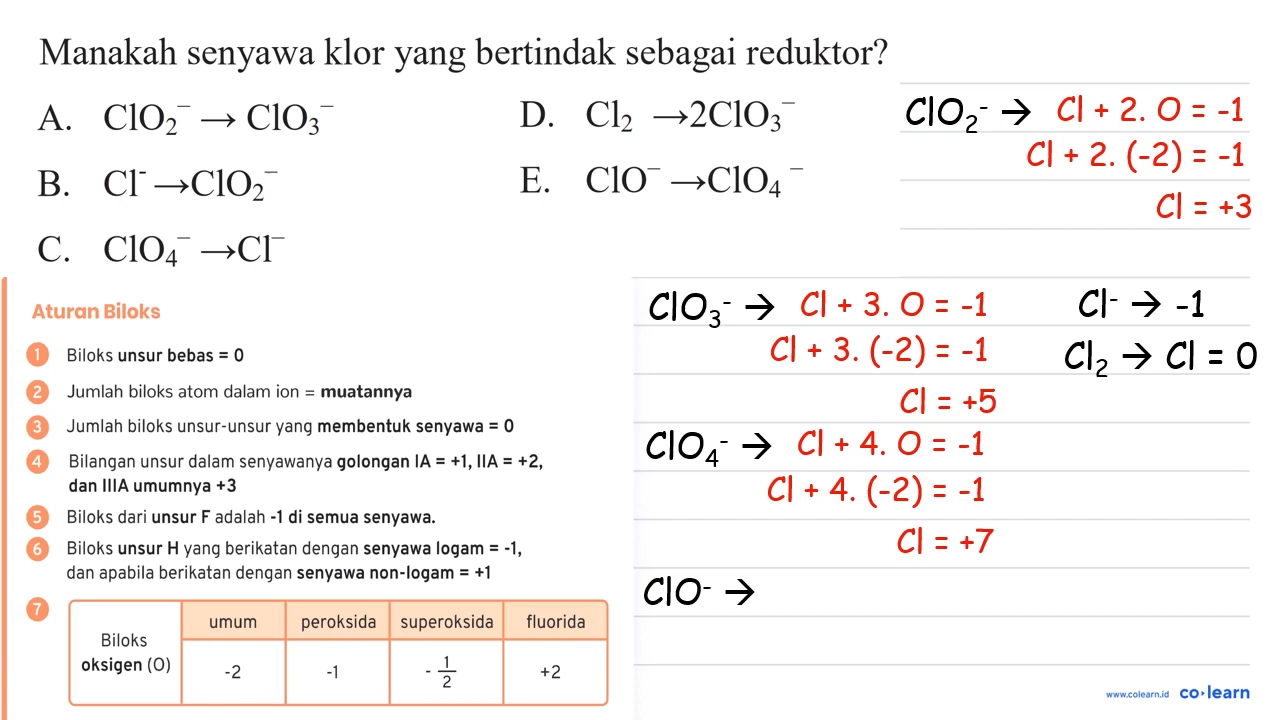 Manakah senyawa klor yang bertindak sebagai reduktor?
A. ClO₂⁻ → ClO₃⁻
B. Cl⁻ → ClO₂⁻
C. ClO₄⁻ → Cl⁻
D. Cl₂ → 2ClO₃⁻
E. ClO⁻ → ClO₄⁻
ClO₂⁻ → Cl + 2. O = -1
Cl + 2. (-2) = -1
Cl = +3
Aturan Biloks
1 Biloks unsur bebas = 0
2 Jumlah biloks atom dalam ion = muatannya
3 Jumlah biloks unsur-unsur yang membentuk senyawa = 0
4 Bilangan unsur dalam senyawanya golongan IA = +1, IIA = +2,
dan IIIA umumnya +3
5 Biloks dari unsur F adalah -1 di semua senyawa.
6 Biloks unsur H yang berikatan dengan senyawa logam = -1,
dan apabila berikatan dengan senyawa non-logam = +1
7
Biloks oksigen (O)
umum peroksida superoksida fluorida
-2 -1 -1/2 +2
ClO₃⁻ → Cl + 3. O = -1
Cl + 3. (-2) = -1
Cl = +5
ClO₄⁻ → Cl + 4. O = -1
Cl + 4. (-2) = -1
Cl = +7
ClO⁻ →
Cl⁻ → -1
Cl₂ → Cl = 0
www.colearn.id co·learn